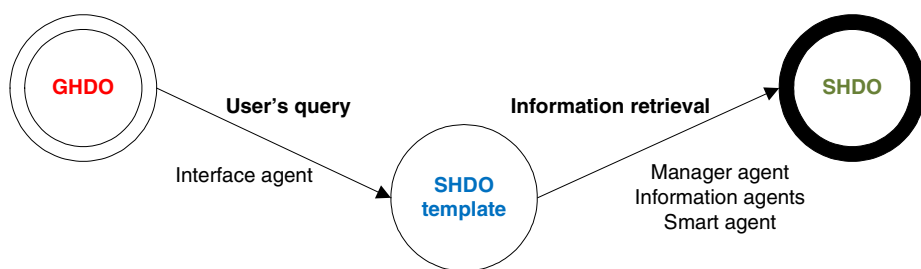 GHDO
User's query
Interface agent
SHDO
template
Information retrieval
Manager agent
Information agents
Smart agent
SHDO